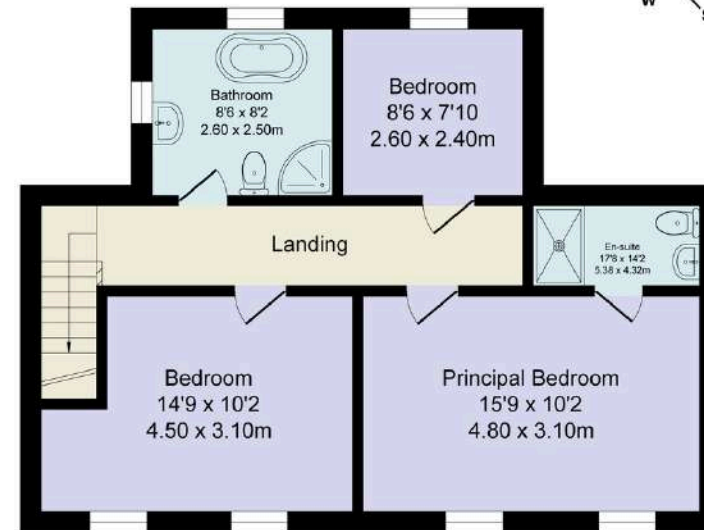 W
S
Bathroom
8'6 x 8'2
2.60 x 2.50m
Bedroom
8'6 x 7'10
2.60 x 2.40m
Landing
En-suite
17'8 x 14'2
5.38 x 4.32m
Bedroom
14'9 x 10'2
4.50 x 3.10m
Principal Bedroom
15'9 x 10'2
4.80 x 3.10m